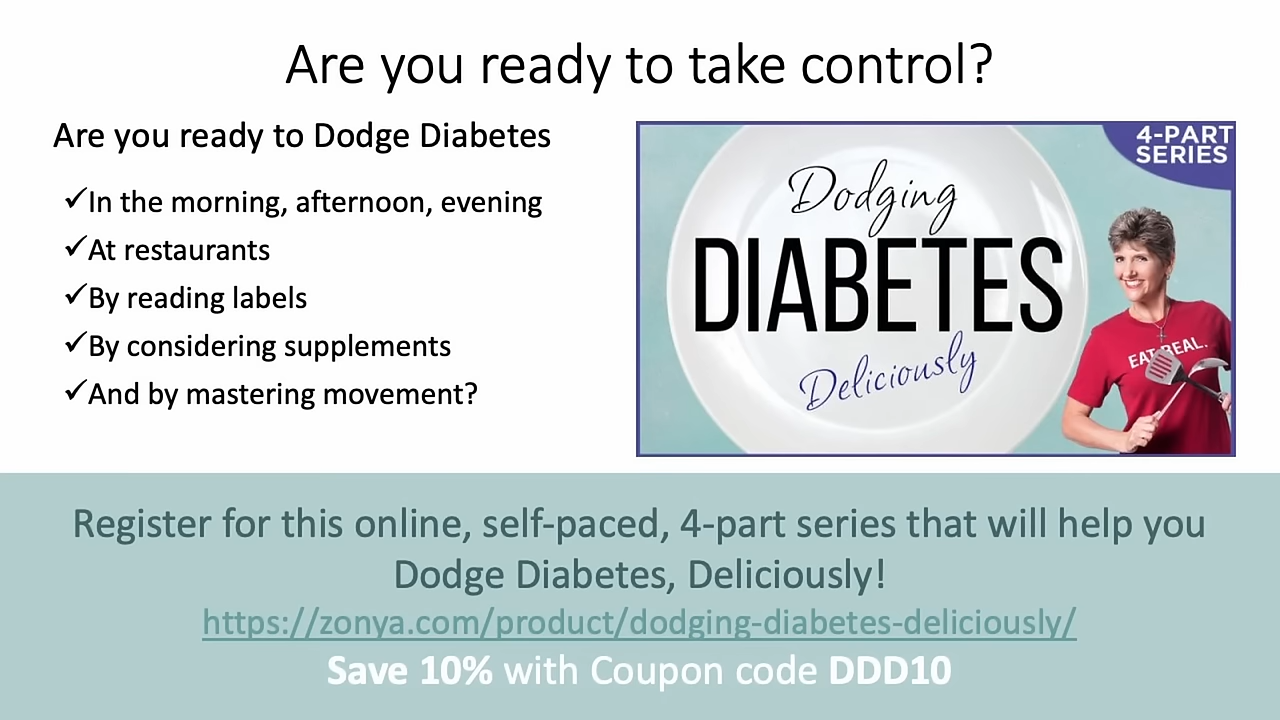 Are you ready to take control?
Are you ready to Dodge Diabetes
✓In the morning, afternoon, evening
✓At restaurants
✓By reading labels
✓By considering supplements
✓And by mastering movement?
4-PART
SERIES
Dodging
DIABETES
Deliciously
EAT REAL.
Register for this online, self-paced, 4-part series that will help you
Dodge Diabetes, Deliciously!
https://zonya.com/product/dodging-diabetes-deliciously/
Save 10% with Coupon code DDD10